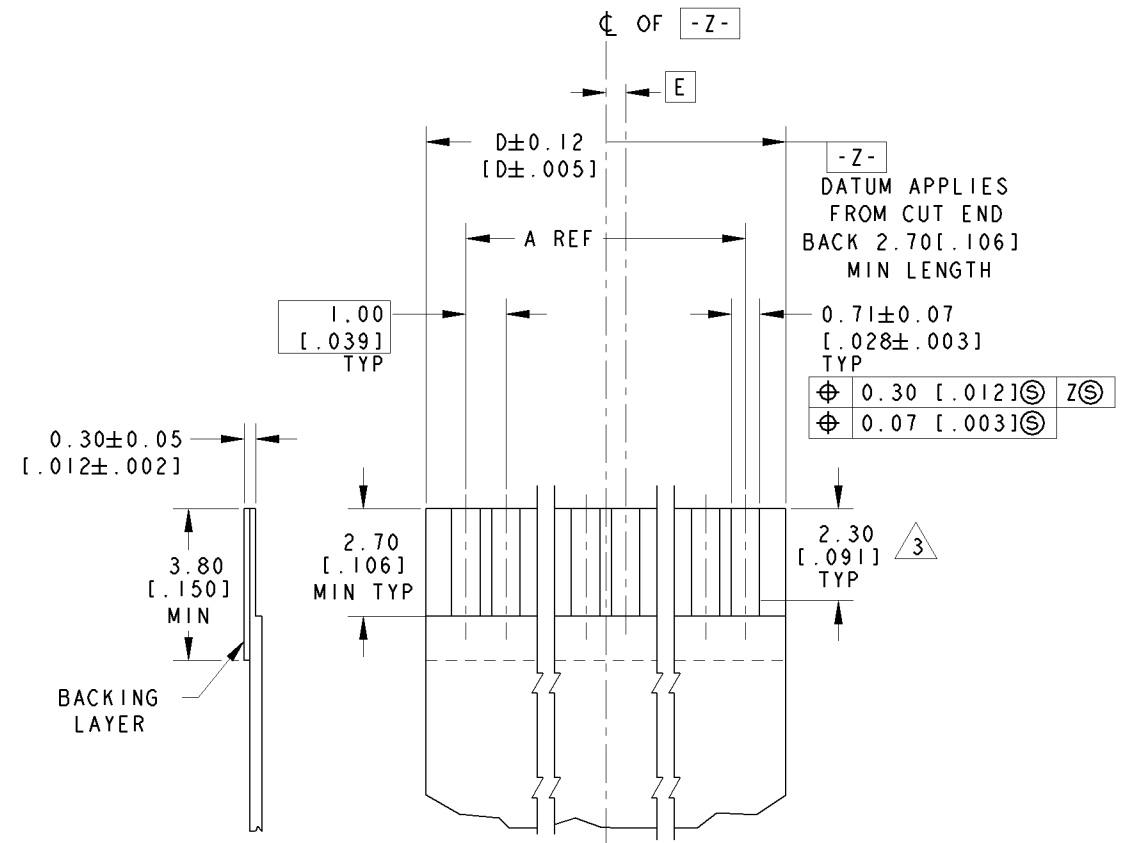 ℄ OF -Z-
E
D±0.12
[D±.005]
-Z-
DATUM APPLIES
FROM CUT END
BACK 2.70[.106]
MIN LENGTH
A REF
1.00
[.039]
TYP
0.71±0.07
[.028±.003]
TYP
⌖ 0.30 [.012]Ⓢ ZⓈ
⌖ 0.07 [.003]Ⓢ
0.30±0.05
[.012±.002]
3.80
[.150]
MIN
2.70
[.106]
MIN TYP
2.30
[.091]
TYP
3
BACKING
LAYER